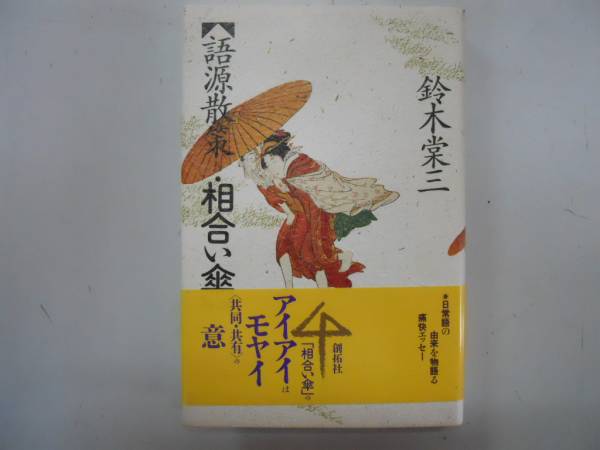 鈴木棠三
【語源散策・相合い傘
●日常語の
由来を物語る
痛快エッセー
創拓社
「相合い傘」の
アイアイは
モヤイ
〈共同・共有〉の
意